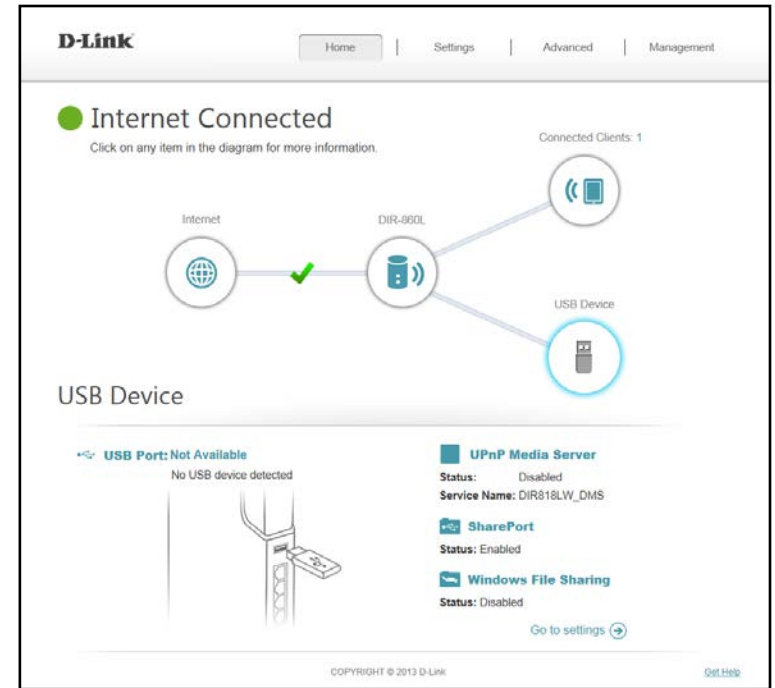 D-Link
Home | Settings | Advanced | Management
Internet Connected
Click on any item in the diagram for more information.
Connected Clients: 1
Internet
DIR-860L
USB Device
USB Device
USB Port: Not Available
No USB device detected
UPnP Media Server
Status: Disabled
Service Name: DIR818LW_DMS
SharePort
Status: Enabled
Windows File Sharing
Status: Disabled
Go to settings
COPYRIGHT © 2013 D-Link
Get Help